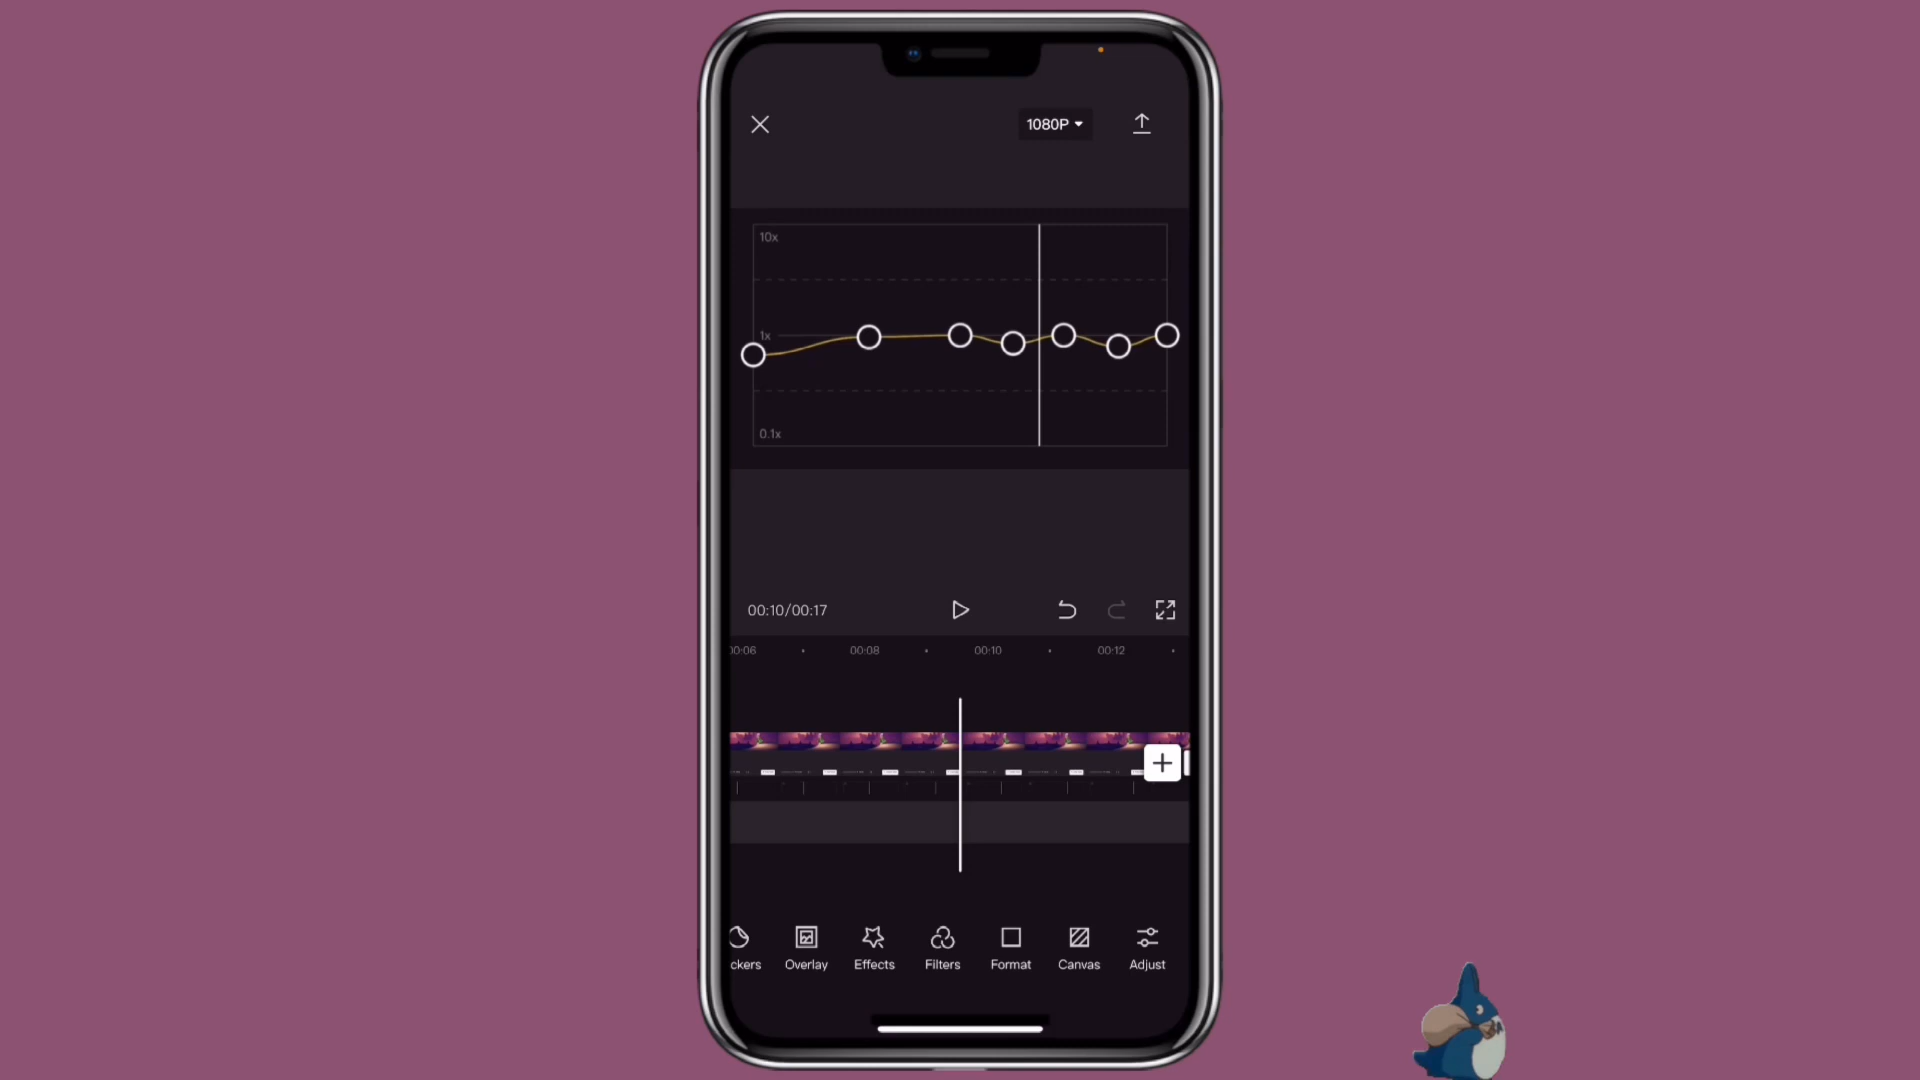 1080P
10x
1x
0.1x
00:10/00:17
00:06 00:08 00:10 00:12
ckers Overlay Effects Filters Format Canvas Adjust